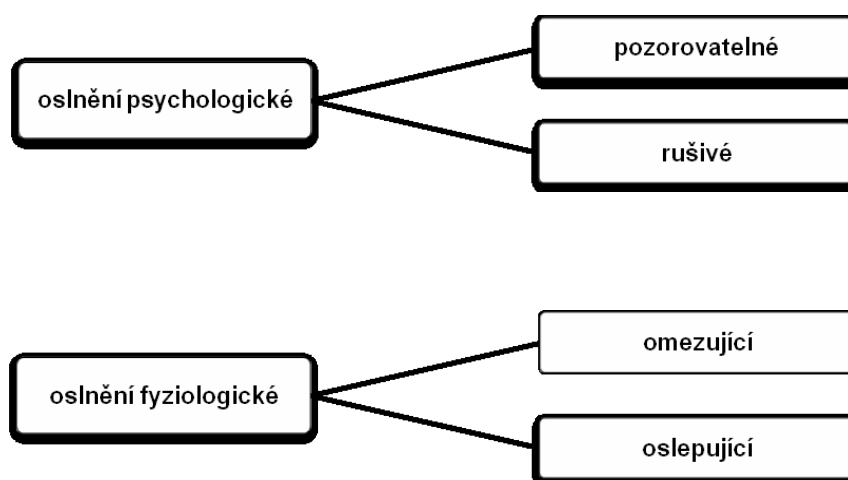 oslnění psychologické
pozorovatelné
rušivé
oslnění fyziologické
omezující
oslepující